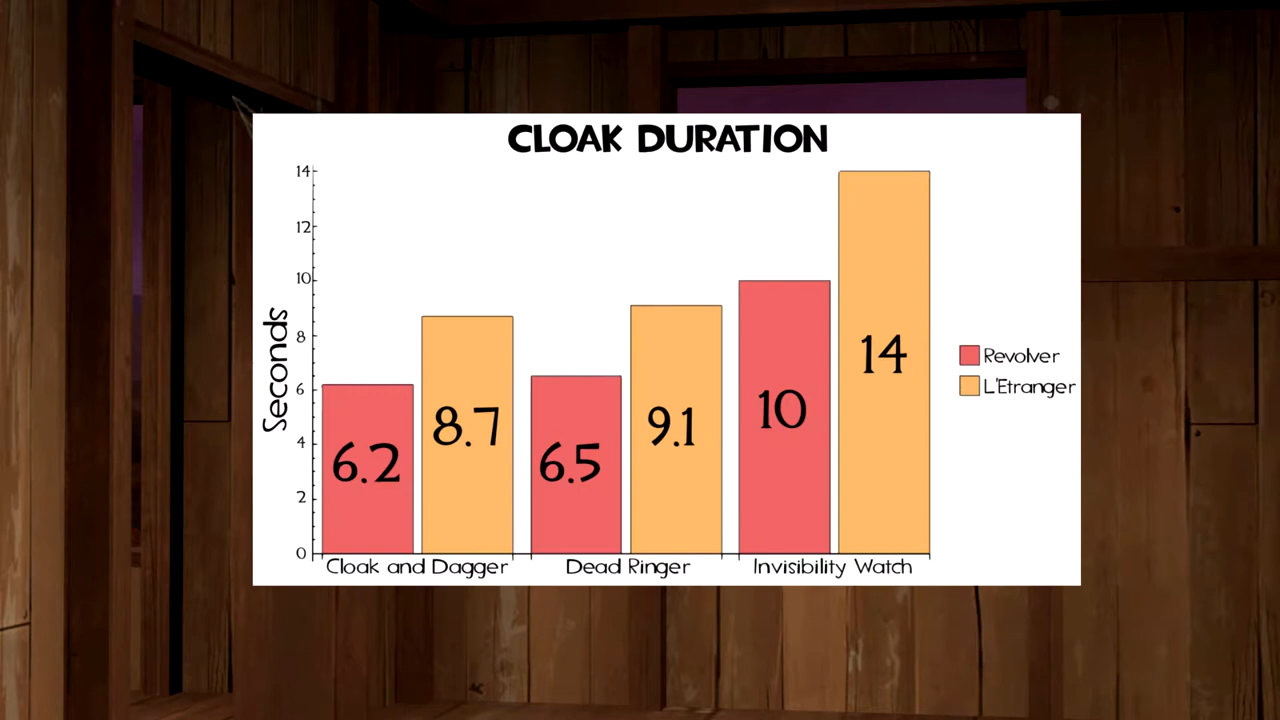 CLOAK DURATION
Seconds
14
12
10
8
6
4
2
0
6.2
8.7
6.5
9.1
10
14
Cloak and Dagger
Dead Ringer
Invisibility Watch
Revolver
L'Etranger